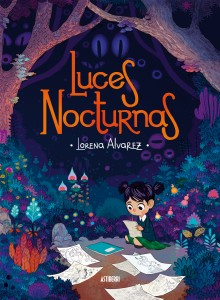 Luces
Nocturnas
• Lorena Alvarez •
ASTIBERRI